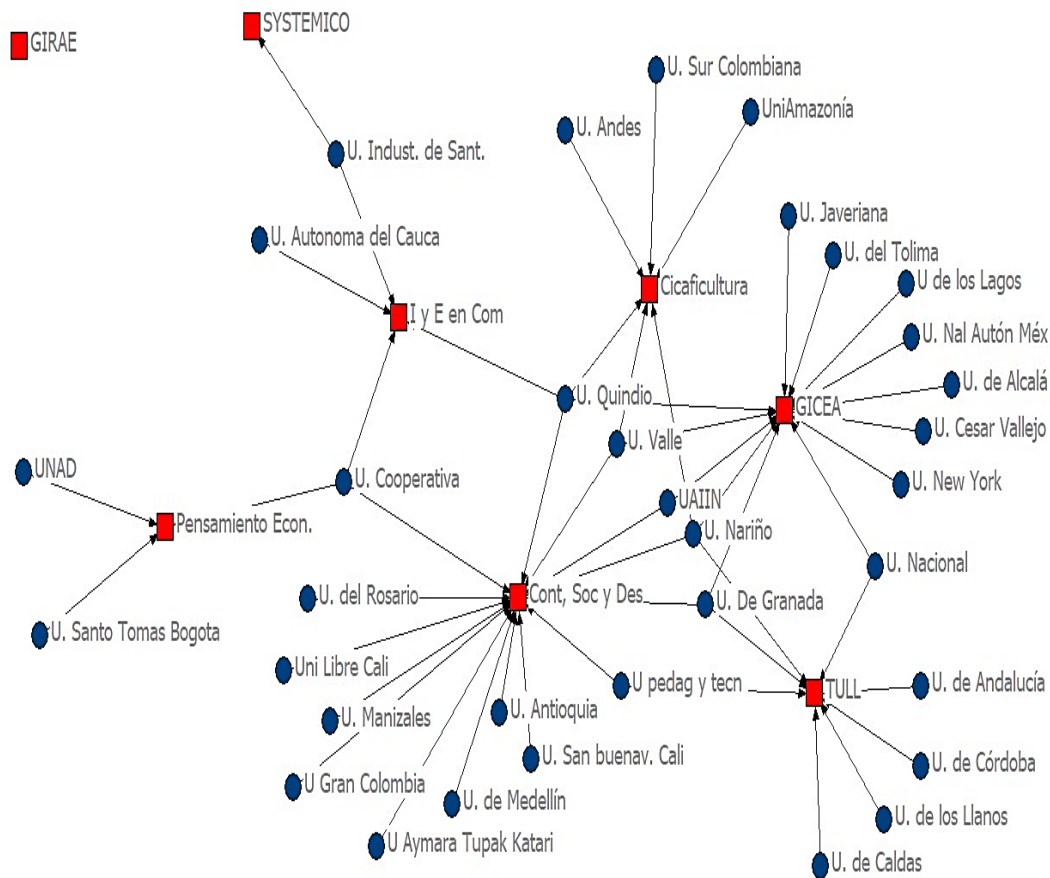 SYSTEMICO
GIRAE
U. Sur Colombiana
UniAmazonía
U. Andes
U. Indust. de Sant.
U. Javeriana
U. Autonoma del Cauca
U. del Tolima
U de los Lagos
Cicaficultura
I y E en Com
U. Nal Autón Méx
U. de Alcalá
U. Quindio
GICEA
U. Cesar Vallejo
U. Valle
UNAD
U. Cooperativa
U. New York
UAIIN
Pensamiento Econ.
U. Nariño
U. Nacional
U. del Rosario
Cont, Soc y Des
U. De Granada
U. Santo Tomas Bogota
Uni Libre Cali
U pedag y tecn
TULL
U. de Andalucía
U. Manizales
U. Antioquia
U. San buenav. Cali
U. de Córdoba
U Gran Colombia
U. de Medellín
U. de los Llanos
U Aymara Tupak Katari
U. de Caldas